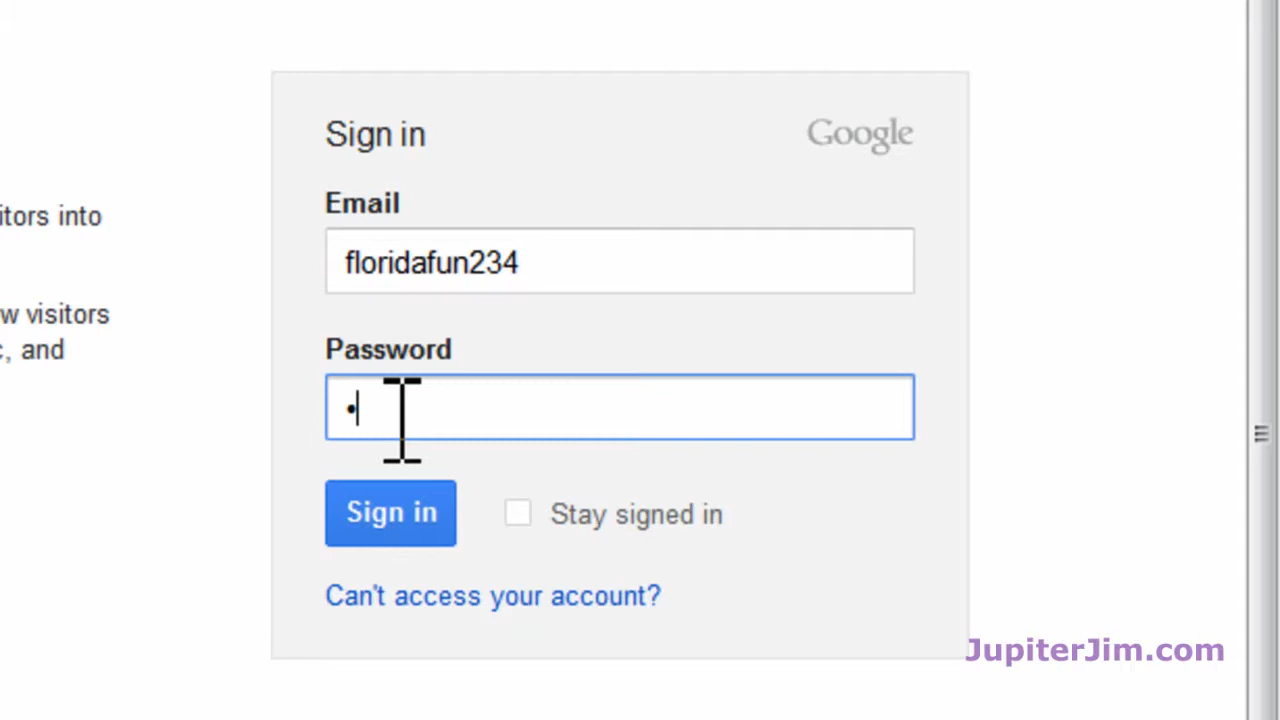 Sign in
Google
Email
floridafun234
Password
Sign in
Stay signed in
Can't access your account?
itors into
w visitors
, and
JupiterJim.com